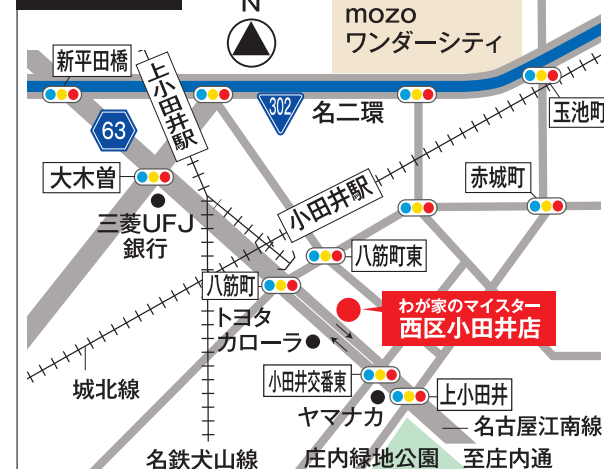 N
mozo
ワンダーシティ
新平田橋
上小田井駅
302
名二環
玉池町
63
大木曽
三菱UFJ
銀行
小田井駅
赤城町
八筋町東
八筋町
トヨタ
カローラ
わが家のマイスター
西区小田井店
城北線
小田井交番東
上小田井
ヤマナカ
名古屋江南線
名鉄犬山線
庄内緑地公園
至庄内通